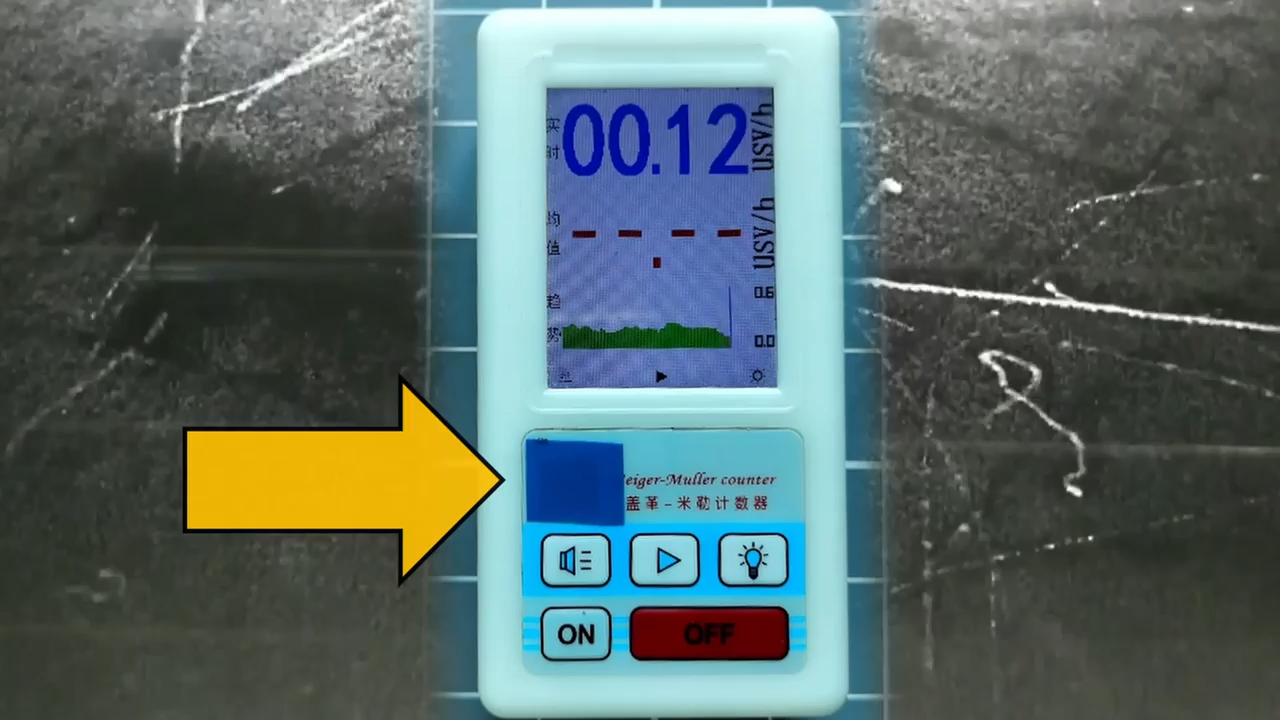 实时
00.12
uSv/h
均值
uSv/h
趋势
0.6
0.0
eiger-Muller counter
盖革-米勒计数器
ON
OFF